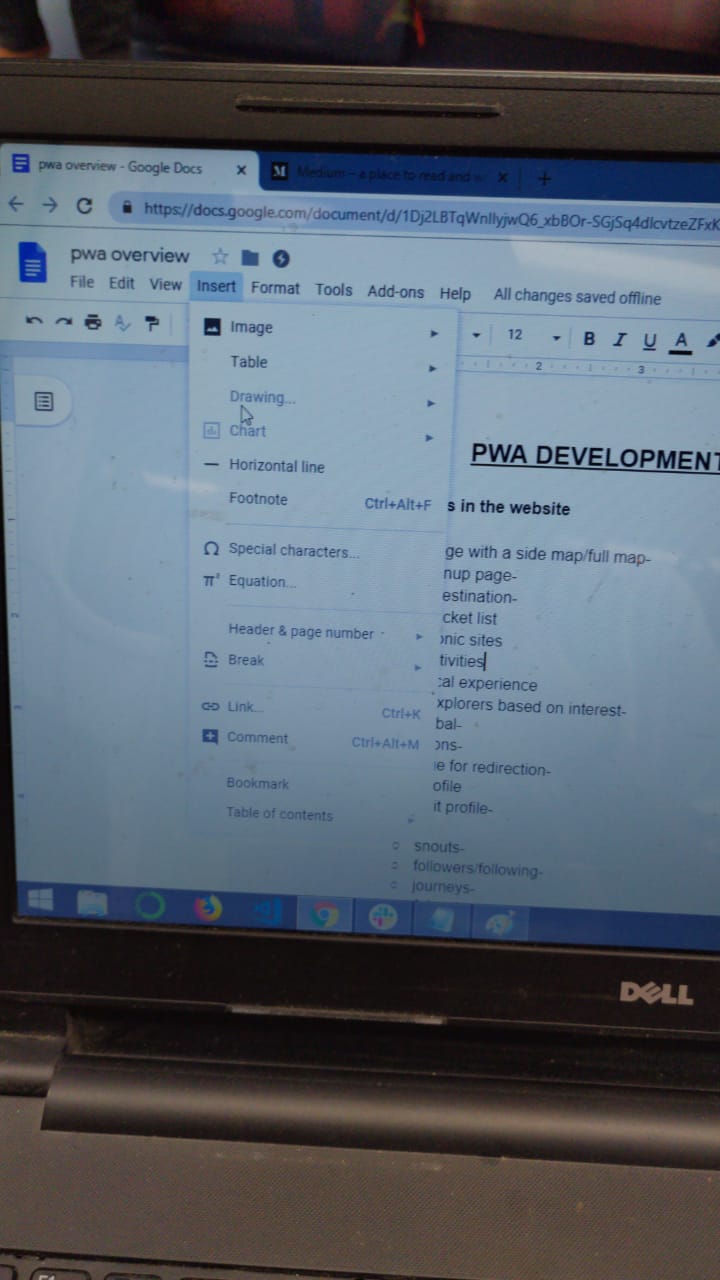 pwa overview - Google Docs
Medium – a place to read and
https://docs.google.com/document/d/
pwa overview
File Edit View Insert Format Tools Add-ons Help All changes saved offline
12 B I U A
Image
2 3
Table
Drawing...
Chart
PWA DEVELOPMENT
Horizontal line
Footnote Ctrl+Alt+F
s in the website
Special characters...
ge with a side map/full map-
Equation...
nup page-
estination-
cket list
Header & page number
onic sites
Break
tivities
cal experience
Link... Ctrl+K
xplorers based on interest-
bal-
Comment Ctrl+Alt+M
ons-
e for redirection-
Bookmark
ofile
Table of contents
it profile-
snouts-
followers/following-
journeys-
DELL